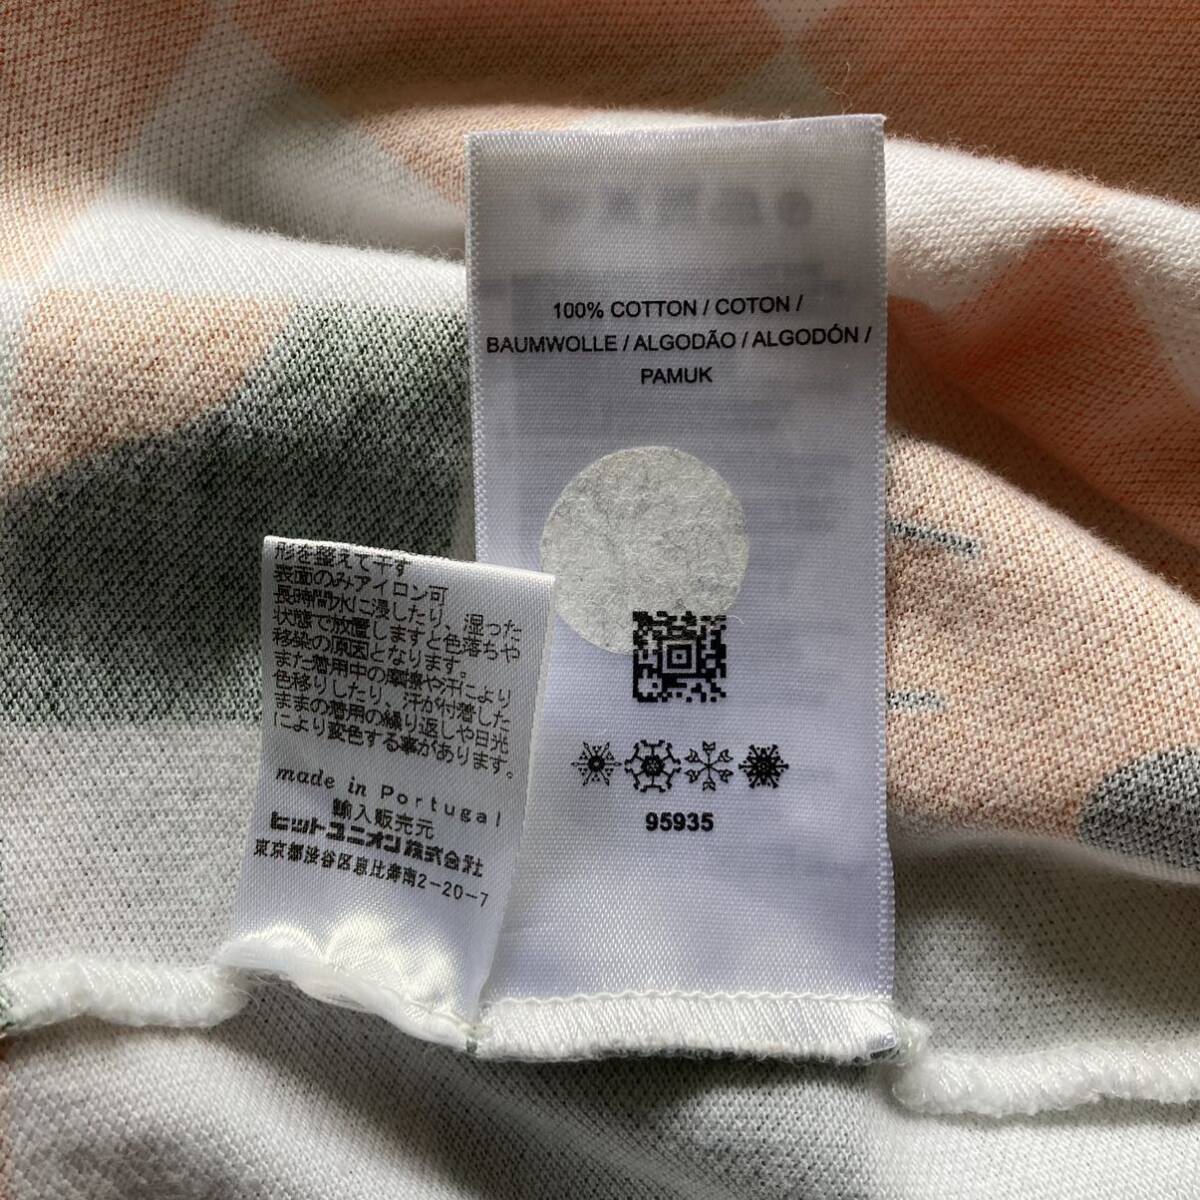 100% COTTON / COTON /
BAUMWOLLE / ALGODÃO / ALGODÓN /
PAMUK
95935
形を整えて干す
表面のみアイロン可
長時間水に浸したり、湿った
状態で放置しますと色落ちや
移染の原因となります。
また着用中の摩擦や汗により
色移りしたり、汗が付着した
ままの着用の繰り返しや日光
により変色する事があります。
made in Portugal
輸入販売元
ヒットユニオン株式会社
東京都渋谷区恵比寿南2-20-7